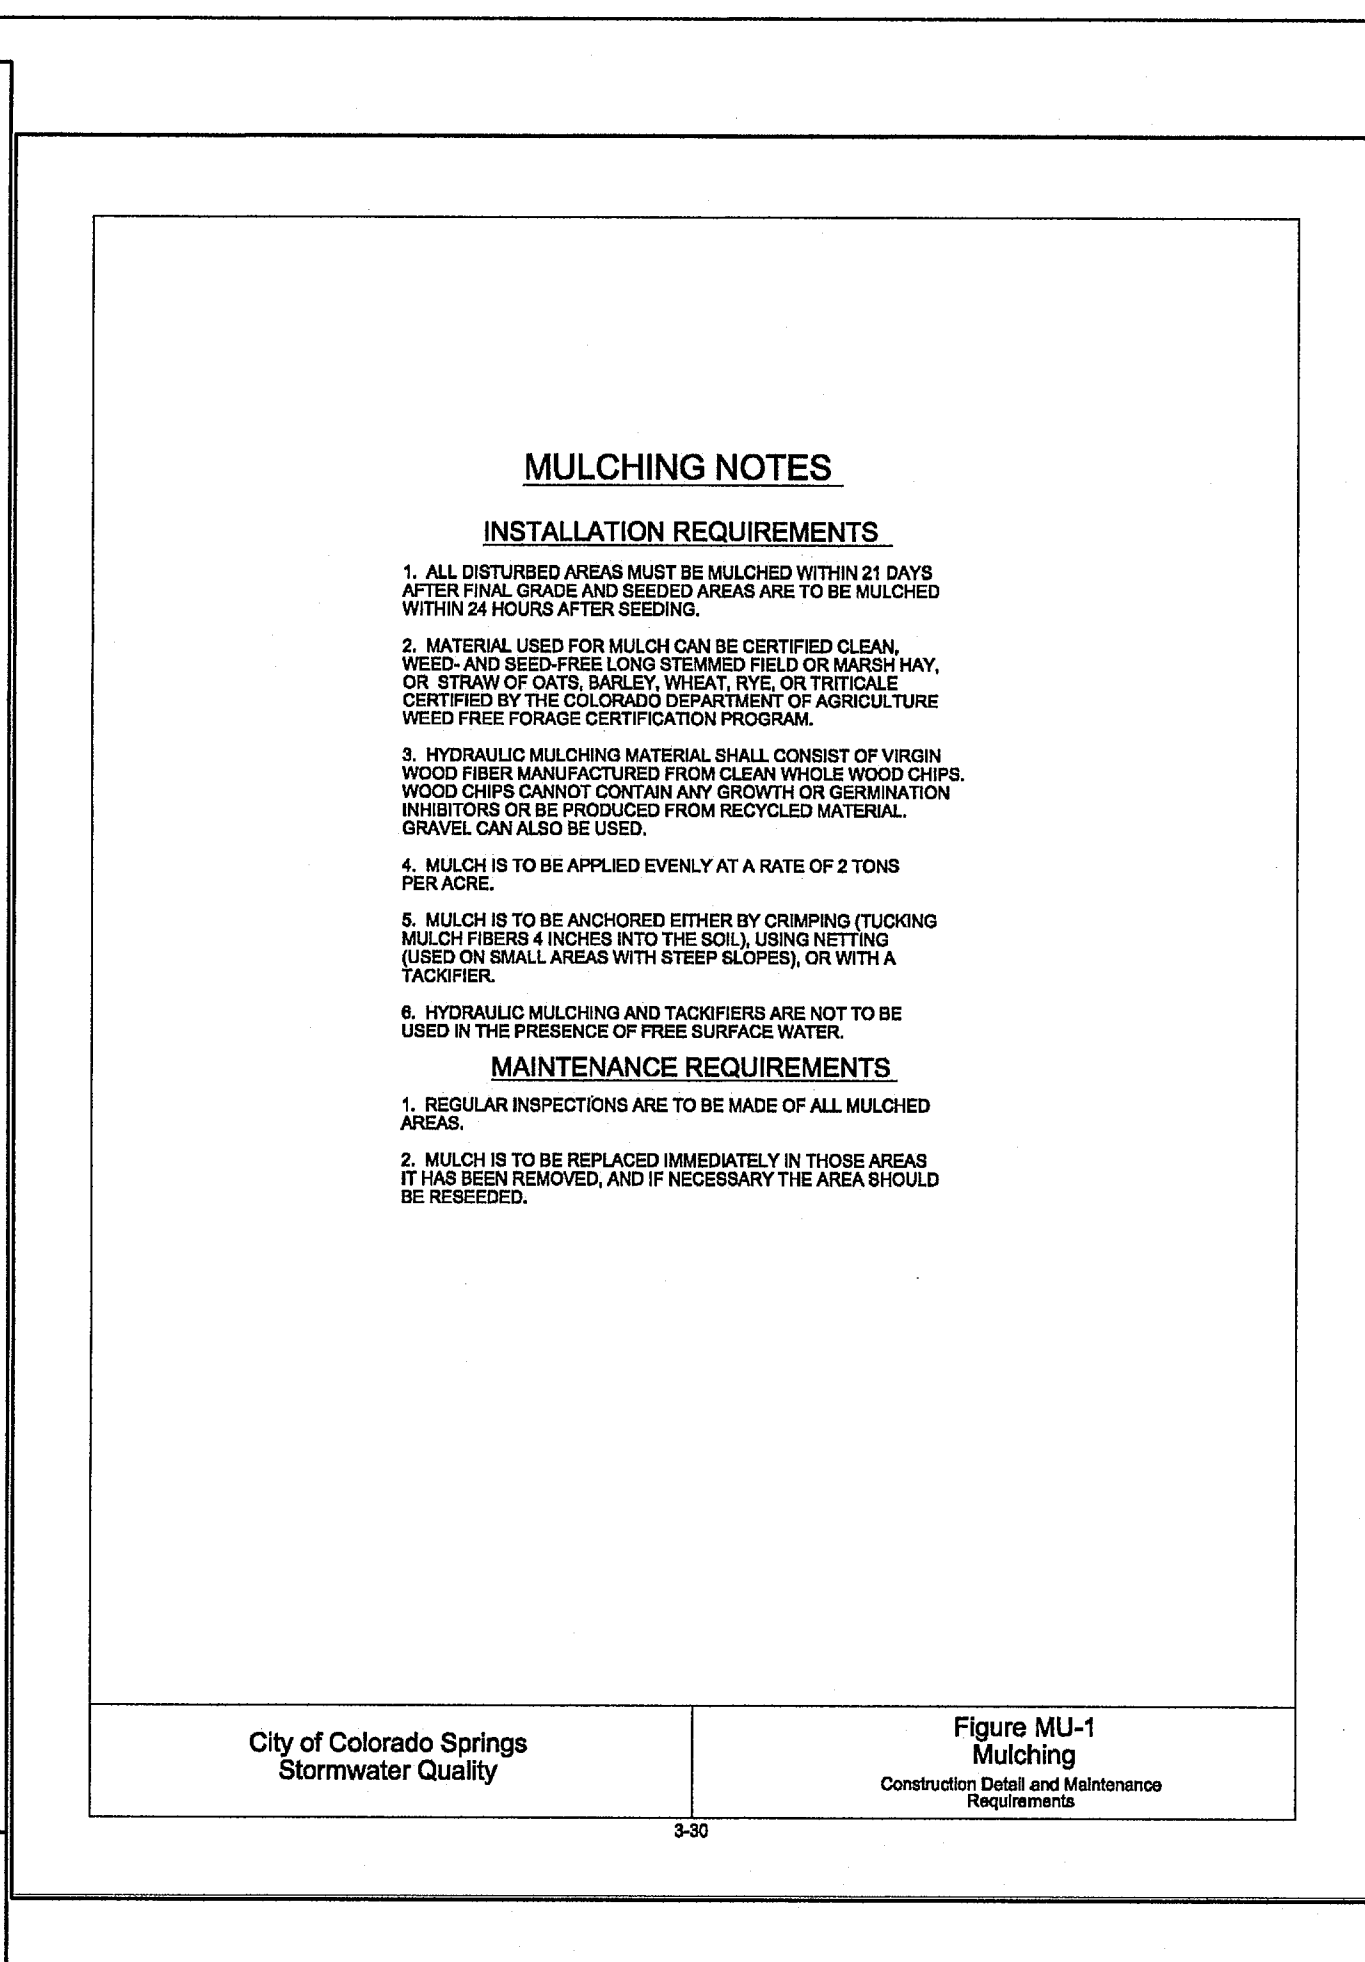 MULCHING NOTES
INSTALLATION REQUIREMENTS
1. ALL DISTURBED AREAS MUST BE MULCHED WITHIN 21 DAYS
AFTER FINAL GRADE AND SEEDED AREAS ARE TO BE MULCHED
WITHIN 24 HOURS AFTER SEEDING.
2. MATERIAL USED FOR MULCH CAN BE CERTIFIED CLEAN,
WEED- AND SEED-FREE LONG STEMMED FIELD OR MARSH HAY,
OR STRAW OF OATS, BARLEY, WHEAT, RYE, OR TRITICALE
CERTIFIED BY THE COLORADO DEPARTMENT OF AGRICULTURE
WEED FREE FORAGE CERTIFICATION PROGRAM.
3. HYDRAULIC MULCHING MATERIAL SHALL CONSIST OF VIRGIN
WOOD FIBER MANUFACTURED FROM CLEAN WHOLE WOOD CHIPS.
WOOD CHIPS CANNOT CONTAIN ANY GROWTH OR GERMINATION
INHIBITORS OR BE PRODUCED FROM RECYCLED MATERIAL.
GRAVEL CAN ALSO BE USED.
4. MULCH IS TO BE APPLIED EVENLY AT A RATE OF 2 TONS
PER ACRE.
5. MULCH IS TO BE ANCHORED EITHER BY CRIMPING (TUCKING
MULCH FIBERS 4 INCHES INTO THE SOIL), USING NETTING
(USED ON SMALL AREAS WITH STEEP SLOPES), OR WITH A
TACKIFIER.
6. HYDRAULIC MULCHING AND TACKIFIERS ARE NOT TO BE
USED IN THE PRESENCE OF FREE SURFACE WATER.
MAINTENANCE REQUIREMENTS
1. REGULAR INSPECTIONS ARE TO BE MADE OF ALL MULCHED
AREAS.
2. MULCH IS TO BE REPLACED IMMEDIATELY IN THOSE AREAS
IT HAS BEEN REMOVED, AND IF NECESSARY THE AREA SHOULD
BE RESEEDED.
City of Colorado Springs
Stormwater Quality
Figure MU-1
Mulching
Construction Detail and Maintenance
Requirements
3-30